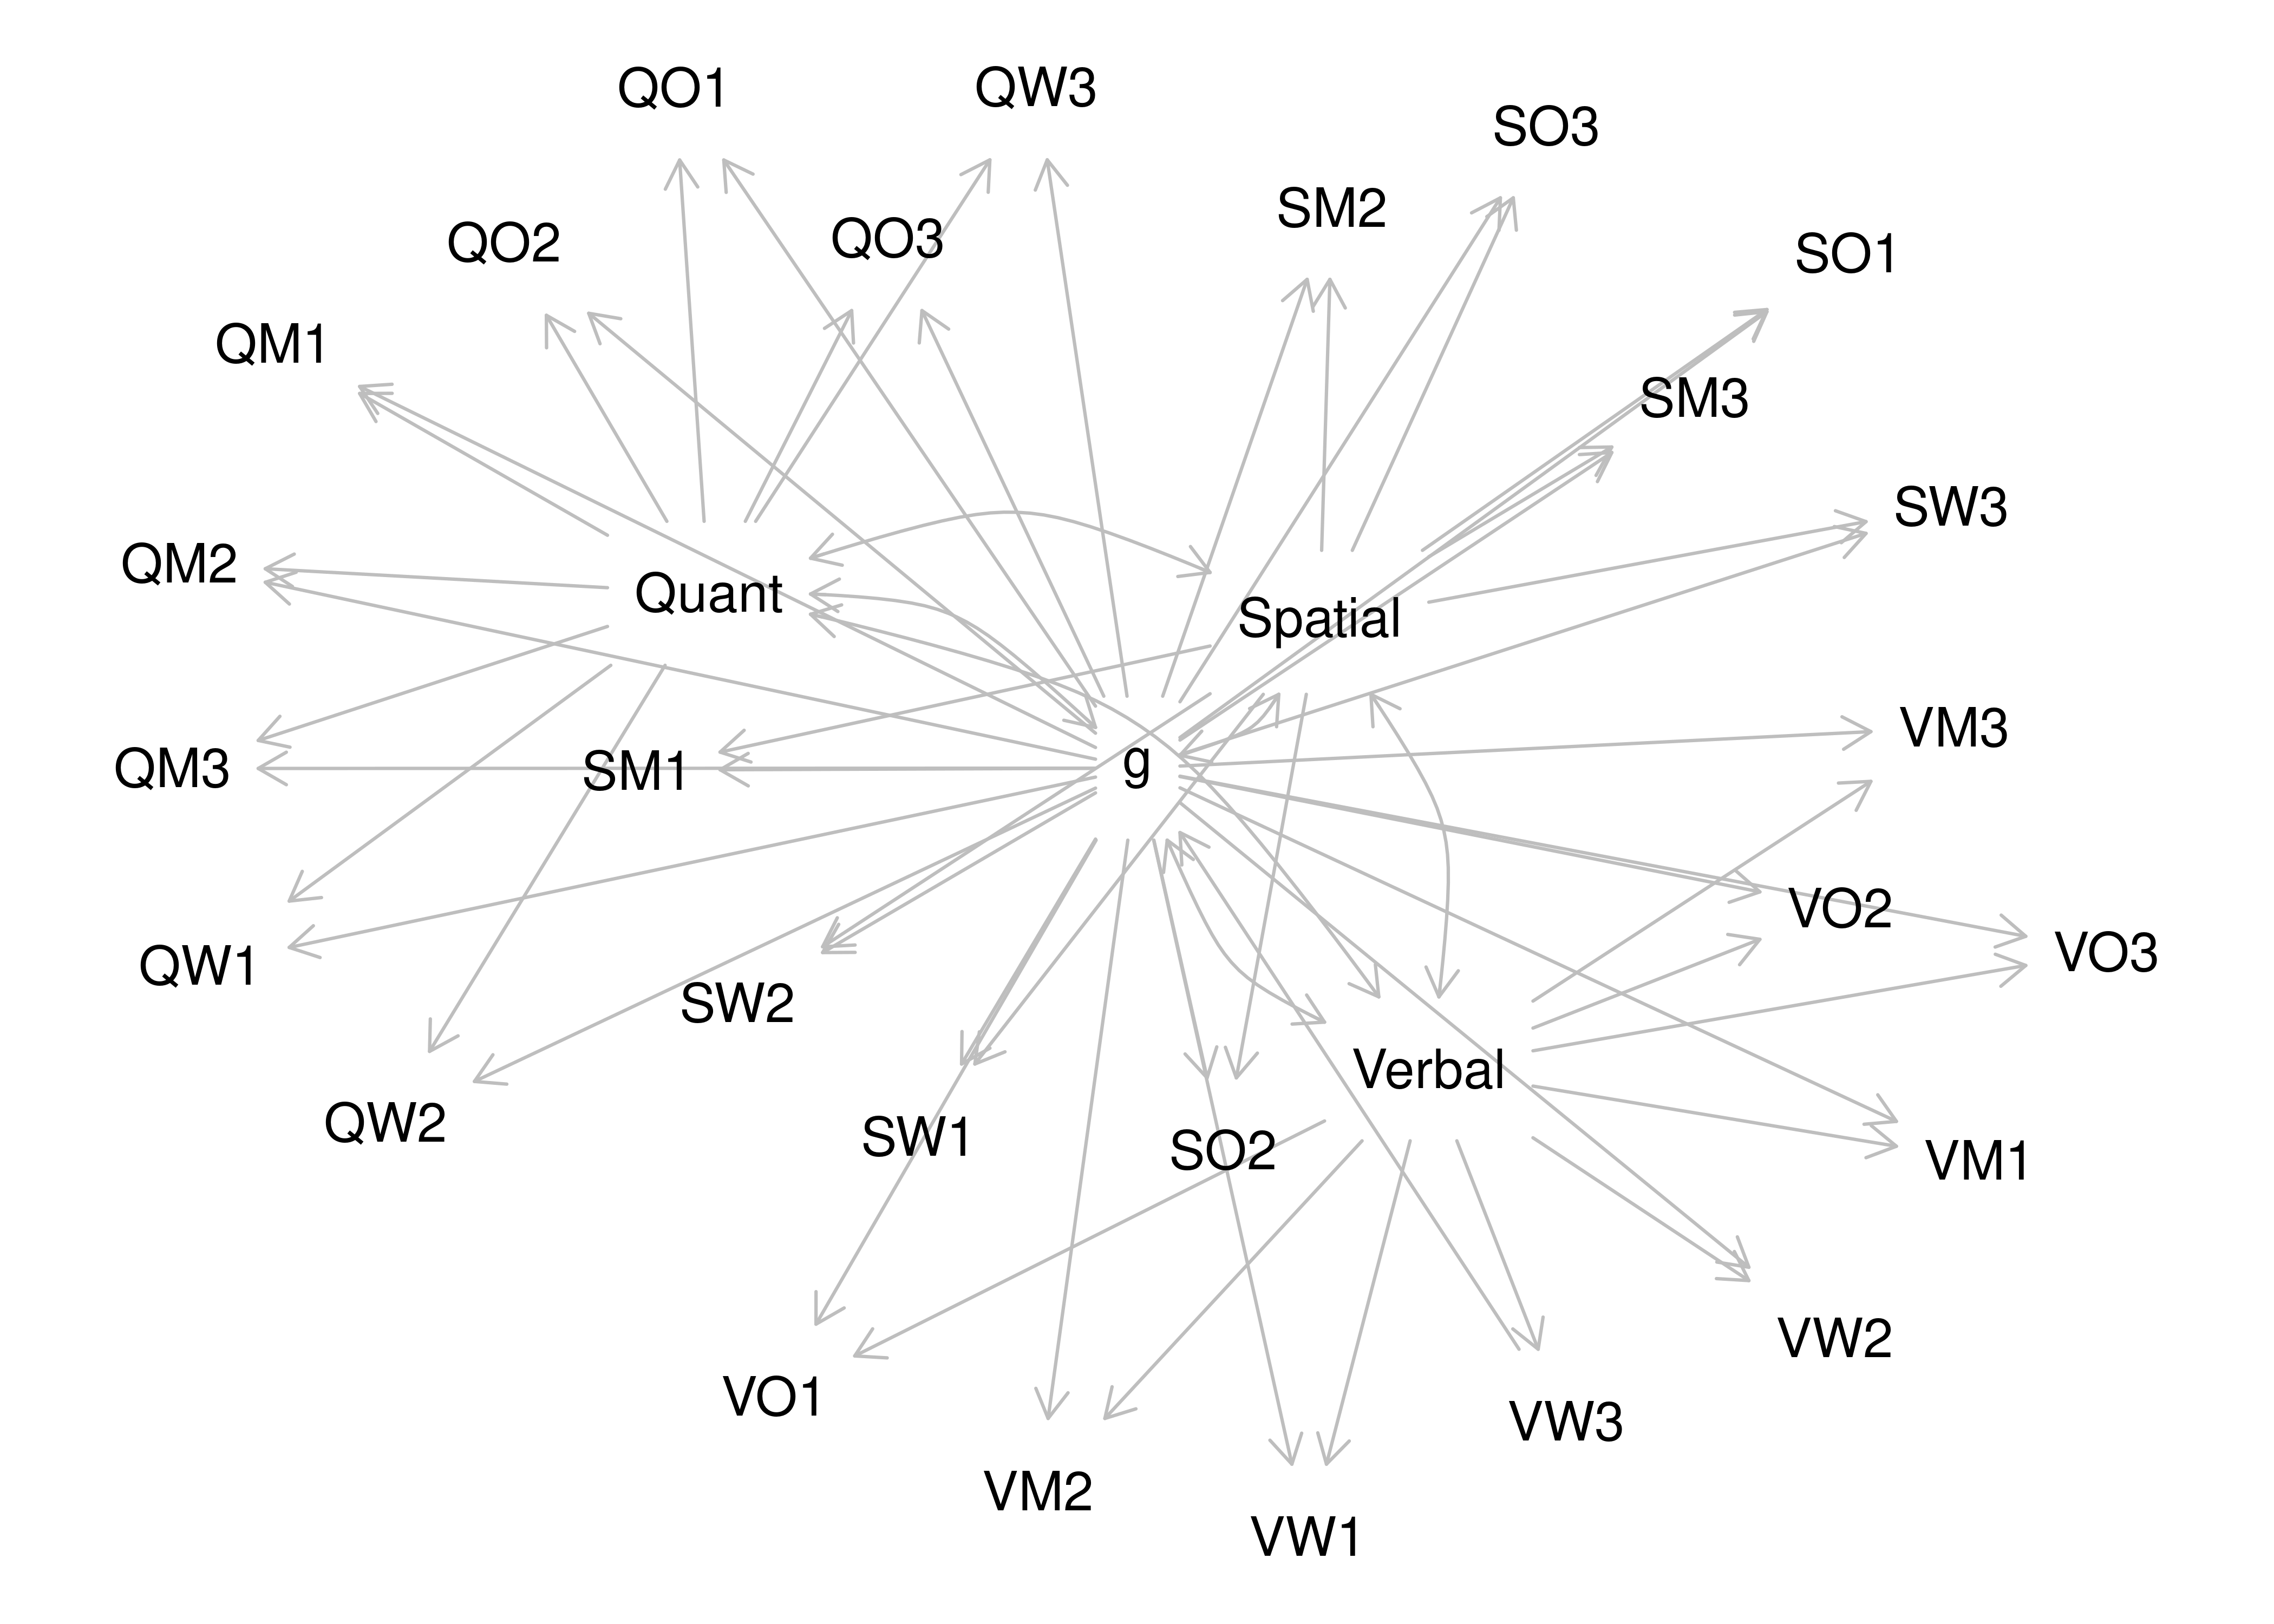 QO1
QW3
SO3
SM2
QO2
QO3
SO1
QM1
SM3
SW3
QM2
Quant
Spatial
VM3
QM3
SM1
g
VO2
VO3
QW1
SW2
Verbal
QW2
SW1
SO2
VM1
VW2
VO1
VW3
VM2
VW1